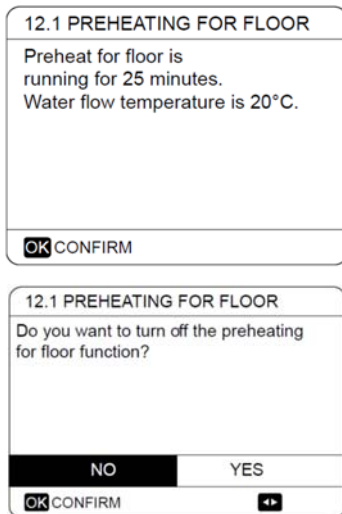 12.1 PREHEATING FOR FLOOR
Preheat for floor is
running for 25 minutes.
Water flow temperature is 20°C.
OK CONFIRM
12.1 PREHEATING FOR FLOOR
Do you want to turn off the preheating
for floor function?
NO YES
OK CONFIRM